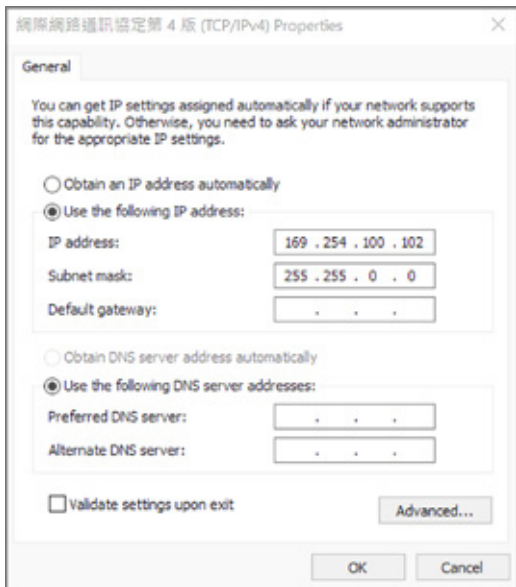 網際網路通訊協定第 4 版 (TCP/IPv4) Properties
General
You can get IP settings assigned automatically if your network supports
this capability. Otherwise, you need to ask your network administrator
for the appropriate IP settings.
Obtain an IP address automatically
Use the following IP address:
IP address: 169 . 254 . 100 . 102
Subnet mask: 255 . 255 . 0 . 0
Default gateway: . . .
Obtain DNS server address automatically
Use the following DNS server addresses:
Preferred DNS server: . . .
Alternate DNS server: . . .
Validate settings upon exit
Advanced...
OK Cancel